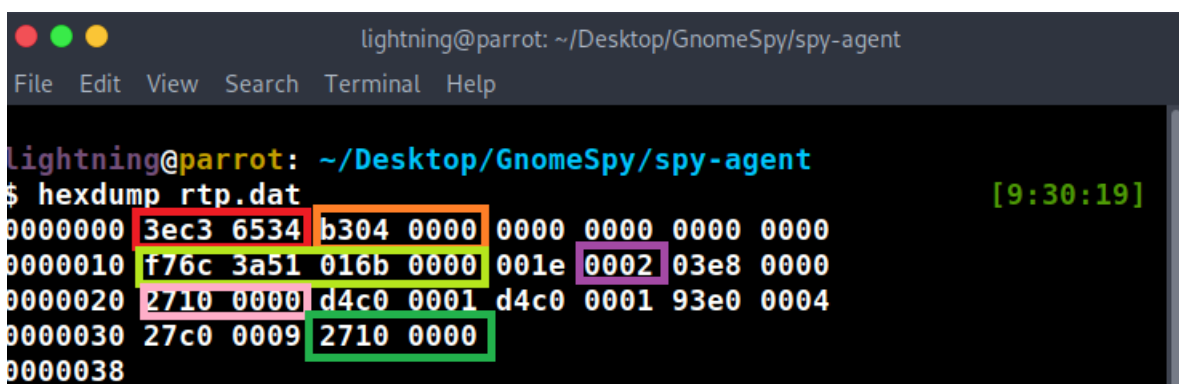 lightning@parrot: ~/Desktop/GnomeSpy/spy-agent
File Edit View Search Terminal Help
lightning@parrot: ~/Desktop/GnomeSpy/spy-agent
$ hexdump rtp.dat [9:30:19]
0000000 3ec3 6534 b304 0000 0000 0000 0000 0000
0000010 f76c 3a51 016b 0000 001e 0002 03e8 0000
0000020 2710 0000 d4c0 0001 d4c0 0001 93e0 0004
0000030 27c0 0009 2710 0000
0000038